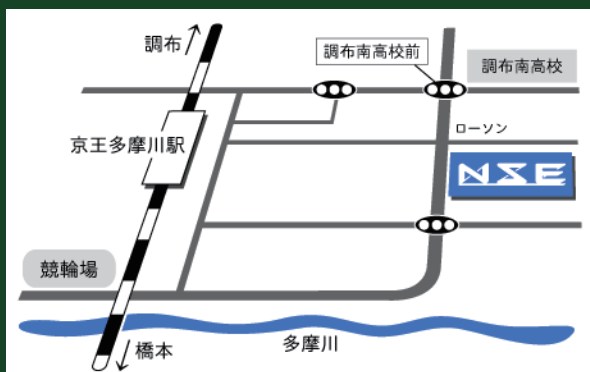 調布
調布南高校前
調布南高校
ローソン
京王多摩川駅
NSE
競輪場
多摩川
橋本